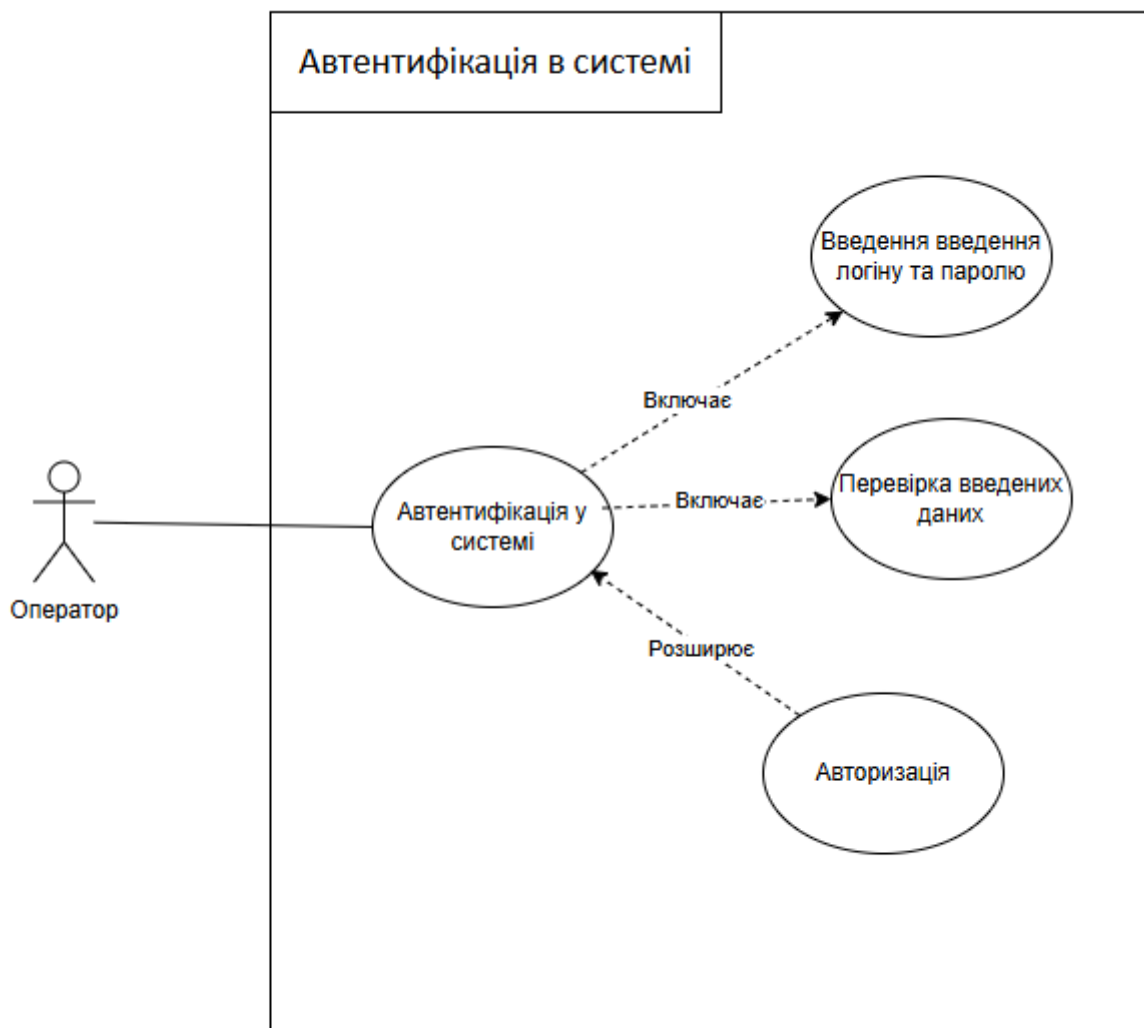 Автентифікація в системі
Введення введення
логіну та паролю
Включає
Перевірка введених
даних
Включає
Автентифікація у
системі
Оператор
Розширює
Авторизація